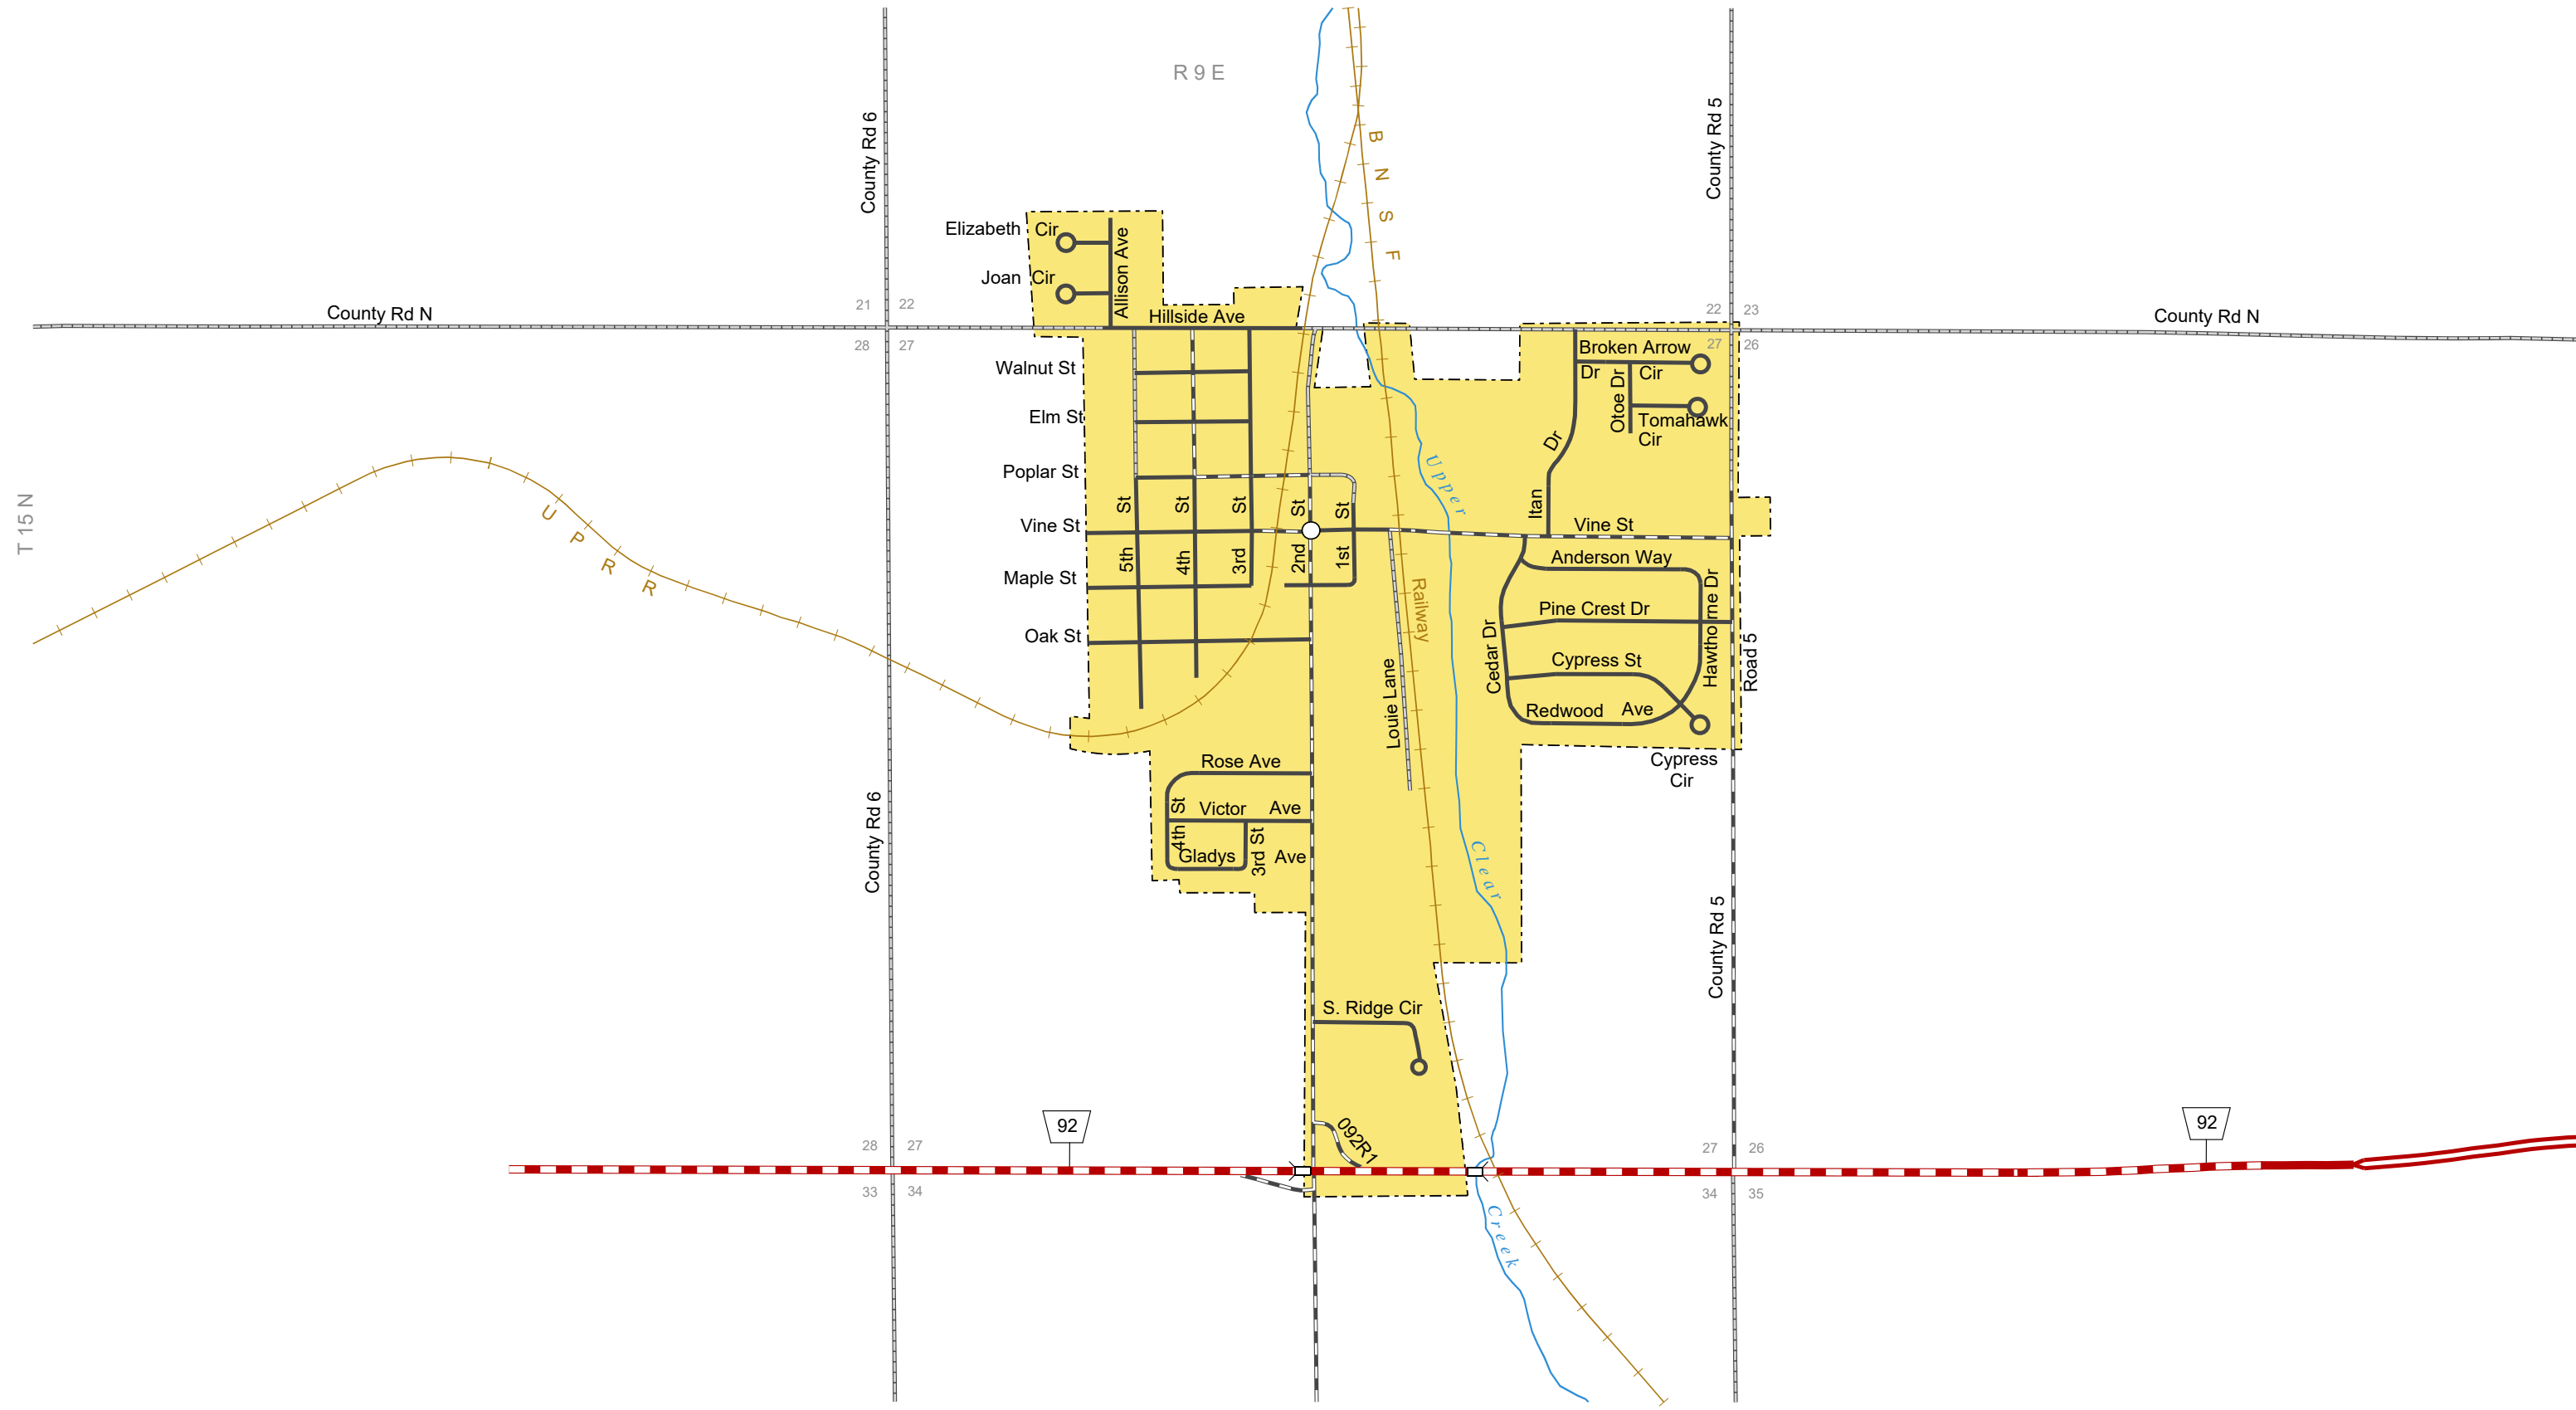 R 9 E
County Rd 6
County Rd 5
B N S F
Elizabeth Cir
Joan Cir
Allison Ave
21 22
22 23
County Rd N
Hillside Ave
County Rd N
28 27
27 26
Broken Arrow
Dr Cir
Walnut St
Otoe Dr
Elm St
Tomahawk
Cir
Itan Dr
Poplar St
Upper
T 15 N
5th St
4th St
3rd St
2nd St
1st St
Vine St
Vine St
U P R R
Maple St
Anderson Way
Railway
Pine Crest Dr
Hawthorne Dr
Oak St
Cedar Dr
Road 5
Cypress St
Louie Lane
Redwood Ave
Rose Ave
Cypress
Cir
County Rd 6
4th St
Victor Ave
3rd St
Gladys Ave
Clear
County Rd 5
S. Ridge Cir
92
092R1
92
28 27
27 26
33 34
34 35
Creek